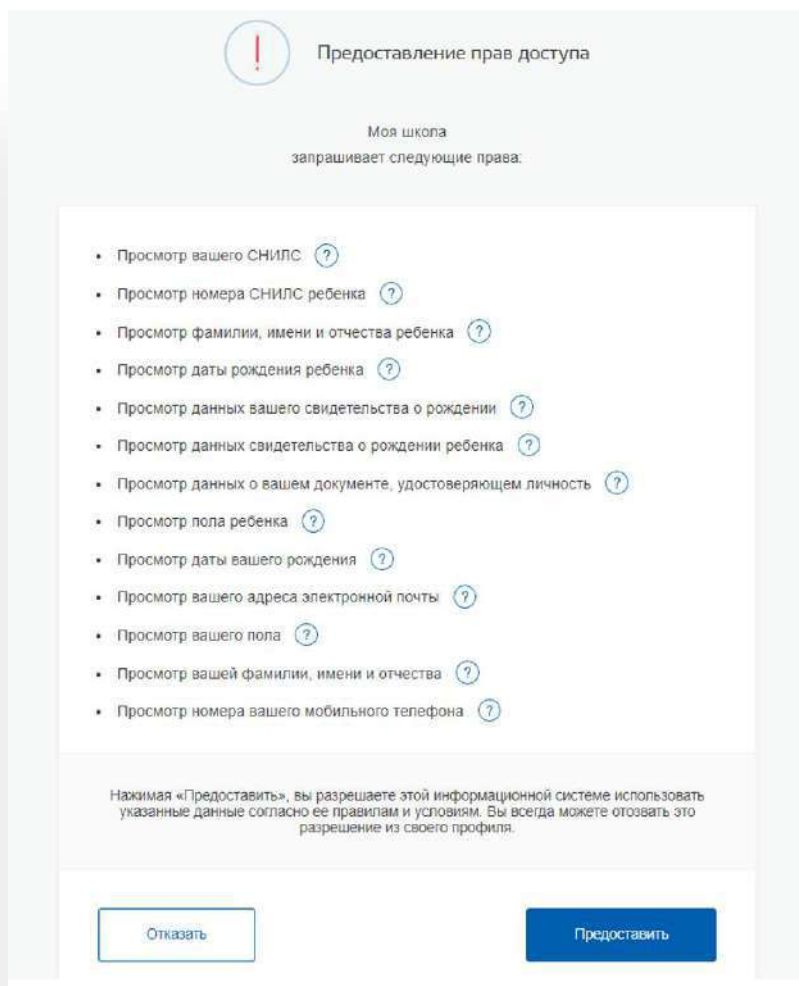 !
Предоставление прав доступа
Моя школа
запрашивает следующие права:
• Просмотр вашего СНИЛС ?
• Просмотр номера СНИЛС ребенка ?
• Просмотр фамилии, имени и отчества ребенка ?
• Просмотр даты рождения ребенка ?
• Просмотр данных вашего свидетельства о рождении ?
• Просмотр данных свидетельства о рождении ребенка ?
• Просмотр данных о вашем документе, удостоверяющем личность ?
• Просмотр пола ребенка ?
• Просмотр даты вашего рождения ?
• Просмотр вашего адреса электронной почты ?
• Просмотр вашего пола ?
• Просмотр вашей фамилии, имени и отчества ?
• Просмотр номера вашего мобильного телефона ?
Нажимая «Предоставить», вы разрешаете этой информационной системе использовать
указанные данные согласно ее правилам и условиям. Вы всегда можете отозвать это
разрешение из своего профиля.
Отказать
Предоставить